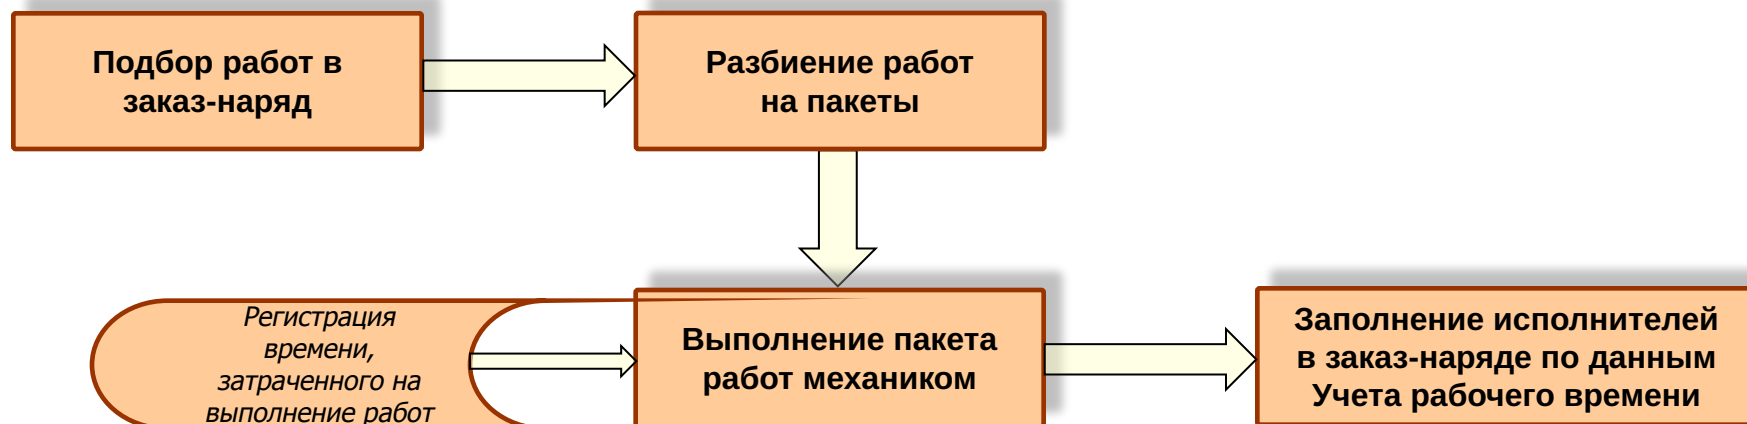 Подбор работ в
заказ-наряд
Разбиение работ
на пакеты
Регистрация
времени,
затраченного на
выполнение работ
Выполнение пакета
работ механиком
Заполнение исполнителей
в заказ-наряде по данным
Учета рабочего времени